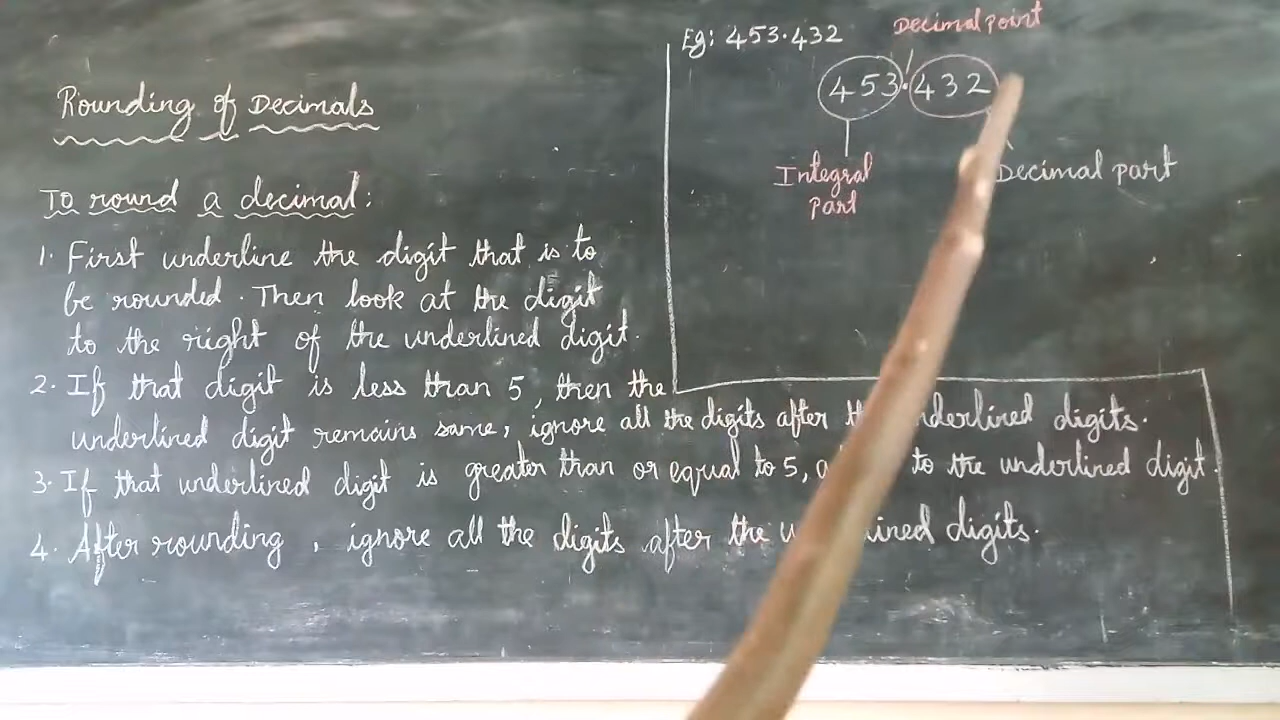 Rounding of Decimals
To round a decimal:
1. First underline the digit that is to
be rounded. Then look at the digit
to the right of the underlined digit.
2. If that digit is less than 5, then the
underlined digit remains same, ignore all the digits after underlined digits.
3. If that underlined digit is greater than or equal to 5, to the underlined digit.
4. After rounding, ignore all the digits after the digits.
Eg: 453.432
Decimal point
453.432
Integral
part
Decimal part